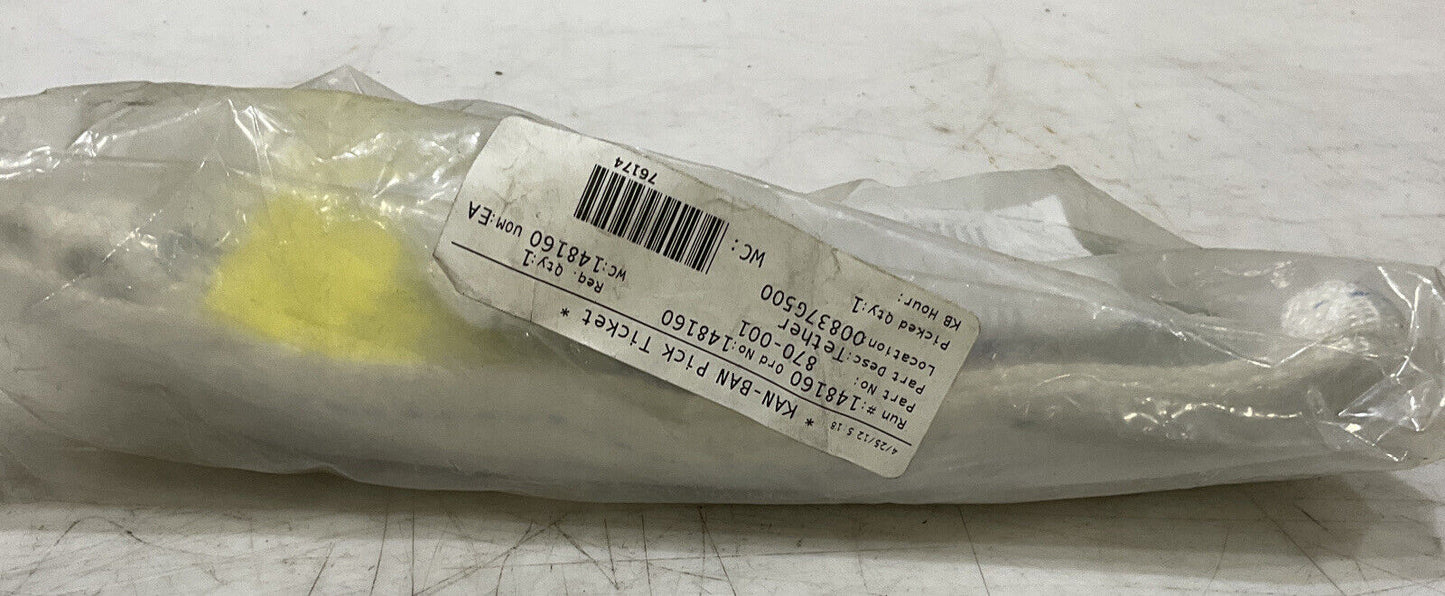 4/25/12 5:18
* KAN-BAN Pick Ticket *
Run #:148160 Ord No:148160 Req. Qty:1
Part No: 870-001 WC:148160 UOM:EA
Part Desc:Tether
Location:00837G500
Picked Qty:1
KB Hour: WC:
76174